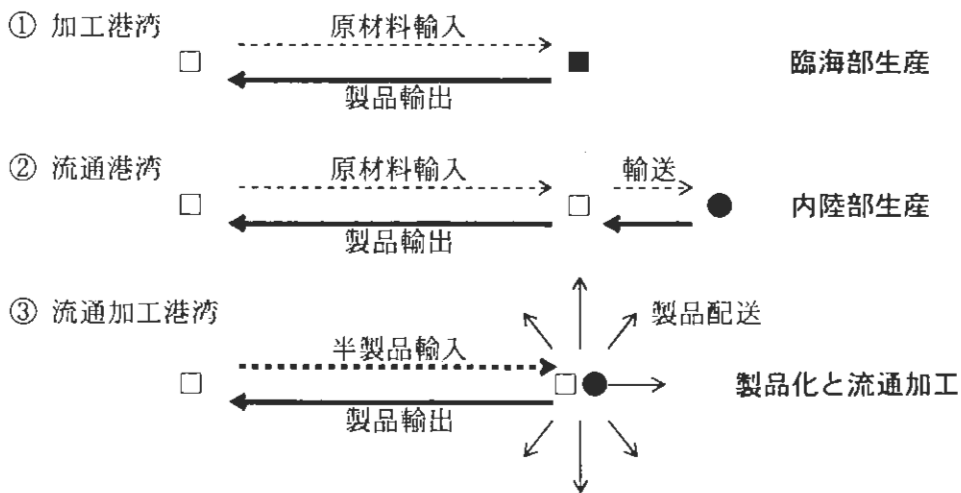 ① 加工港湾
原材料輸入
臨海部生産
製品輸出
② 流通港湾
原材料輸入
輸送
内陸部生産
製品輸出
③ 流通加工港湾
製品配送
半製品輸入
製品化と流通加工
製品輸出